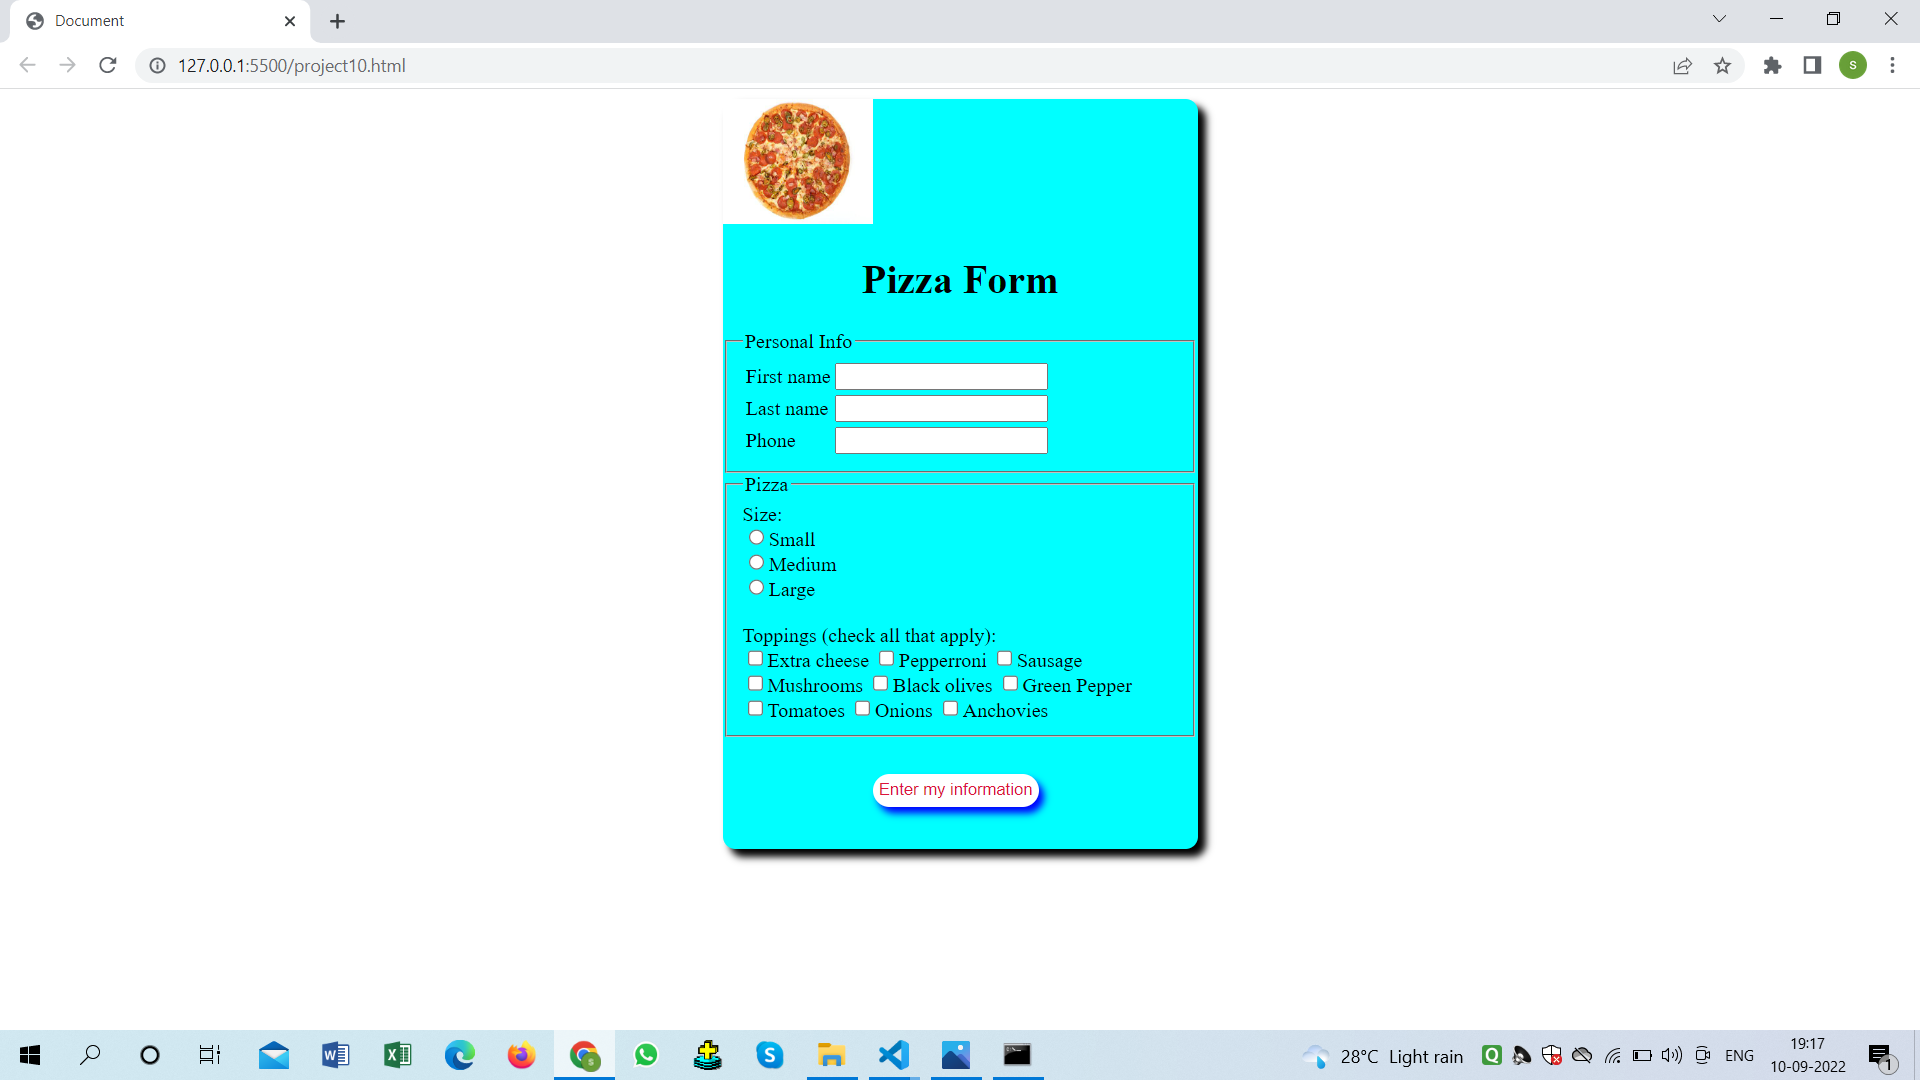 Document
127.0.0.1:5500/project10.html
S
Pizza Form
Personal Info
First name
Last name
Phone
Pizza
Size:
Small
Medium
Large
Toppings (check all that apply):
Extra cheese Pepperroni Sausage
Mushrooms Black olives Green Pepper
Tomatoes Onions Anchovies
Enter my information
28°C Light rain
ENG
19:17
10-09-2022
1